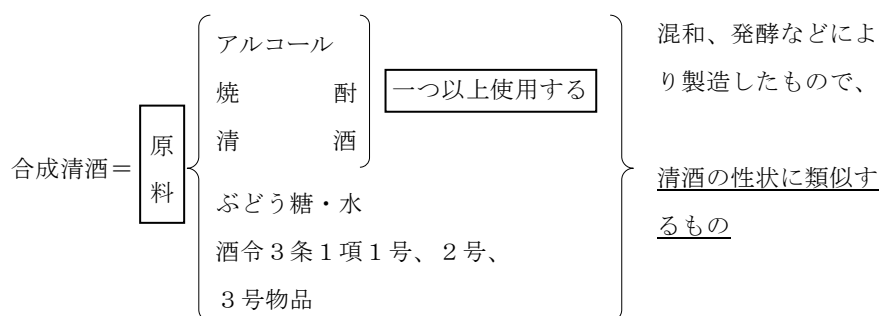 合成清酒=
原
料
アルコール
焼 酎
清 酒
一つ以上使用する
ぶどう糖・水
酒令3条1項1号、2号、
3号物品
混和、発酵などによ
り製造したもので、
清酒の性状に類似す
るもの